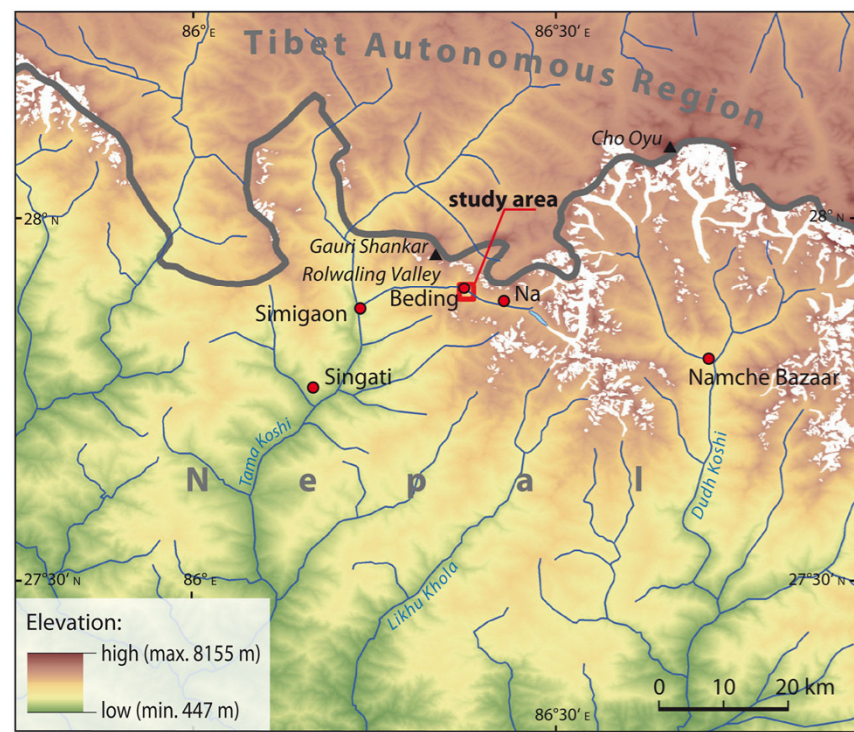 86° E
86°30′ N
Tibet Autonomous Region
Cho Oyu
study area
28° N
28° N
Gauri Shankar
Rolwaling Valley
Beding
Na
Simigaon
Singati
Namche Bazaar
Tama Koshi
Nepal
Dudh Koshi
27°30′ N
86° E
27°30′ N
Likhu Khola
Elevation:
high (max. 8155 m)
low (min. 447 m)
0 10 20 km
86°30′ E